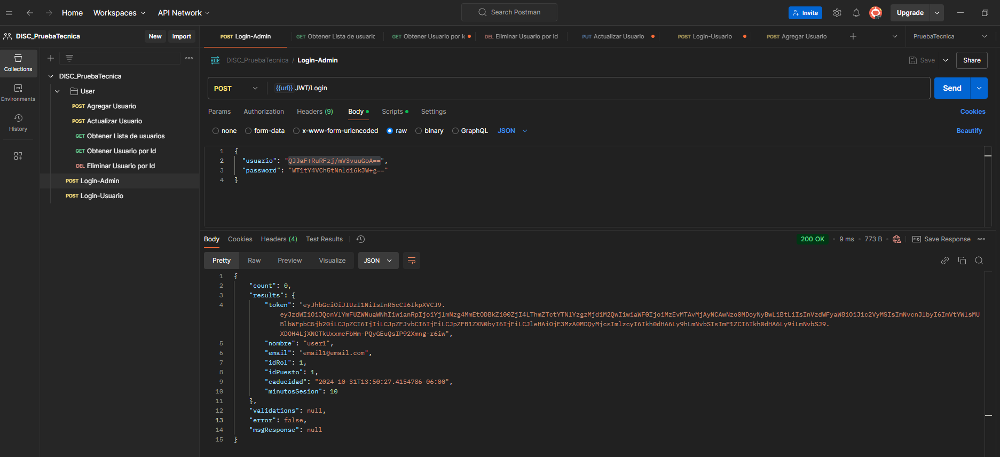 Home Workspaces API Network Search Postman Invite Upgrade
DISC_PruebaTecnica New Import
POST Login-Admin GET Obtener Lista de usuaric GET Obtener Usuario por I DEL Eliminar Usuario por Id PUT Actualizar Usuario POST Login-Usuario POST Agregar Usuario PruebaTecnica
Collections
Environments
History
DISC_PruebaTecnica
User
POST Agregar Usuario
POST Actualizar Usuario
GET Obtener Lista de usuarios
GET Obtener Usuario por Id
DEL Eliminar Usuario por Id
POST Login-Admin
POST Login-Usuario
HTTP DISC_PruebaTecnica / Login-Admin Save Share
POST {{url}} JWT/Login Send
Params Authorization Headers (9) Body Scripts Settings Cookies
none form-data x-www-form-urlencoded raw binary GraphQL JSON Beautify
1 {
2 "usuario": "QJJaF+RuRFzj/mV3vuuGoA==",
3 "password": "WT1tY4VCh5tNnld16kJW+g=="
4 }
Body Cookies Headers (4) Test Results 200 OK 9 ms 773 B e.g. Save Response
Pretty Raw Preview Visualize JSON
1 {
2 "count": 0,
3 "results": {
4 "token": "eyJhbGciOiJIUzI1NiIsInR5cCI6IkpXVCJ9.
eyJzdWIiOiJQcnVlYmFUZWNuaWNhIiwianRpIjoiYjlmNzg4MmEtODBkZi00ZjI4LThmZTctYTNlYzgzMjdiM2QwIiwiaWF0IjoiMzEvMTAvMjAyNCAwNzo0MDoyNyBwLiBtLiIsInVzdWFyaW8iOiJ1c2VyMSIsImNvcnJlbyI6ImVtYWlsMU
BlbWFpbC5jb20iLCJpZCI6IjIiLCJpZFJvbCI6IjEiLCJpZFB1ZXN0byI6IjEiLCJleHAiOjE3MzA0MDQyMjcsImlzcyI6Imh0dHA6Ly9hLmNvbSIsImF1ZCI6Imh0dHA6Ly9iLmNvbSJ9.
XDOH4LjXNGTkUxxmeFbHm-PQyGEuQsIP92Xmng-r6iw",
5 "nombre": "user1",
6 "email": "email1@email.com",
7 "idRol": 1,
8 "idPuesto": 1,
9 "caducidad": "2024-10-31T13:50:27.4154786-06:00",
10 "minutosSesion": 10
11 },
12 "validations": null,
13 "error": false,
14 "msgResponse": null
15 }